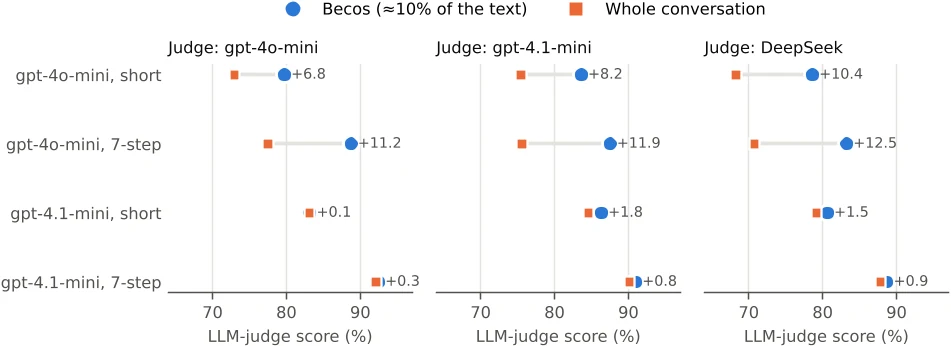 Becos (≈10% of the text) Whole conversation
Judge: gpt-4o-mini Judge: gpt-4.1-mini Judge: DeepSeek
gpt-4o-mini, short +6.8 +8.2 +10.4
gpt-4o-mini, 7-step +11.2 +11.9 +12.5
gpt-4.1-mini, short +0.1 +1.8 +1.5
gpt-4.1-mini, 7-step +0.3 +0.8 +0.9
70 80 90 70 80 90 70 80 90
LLM-judge score (%) LLM-judge score (%) LLM-judge score (%)